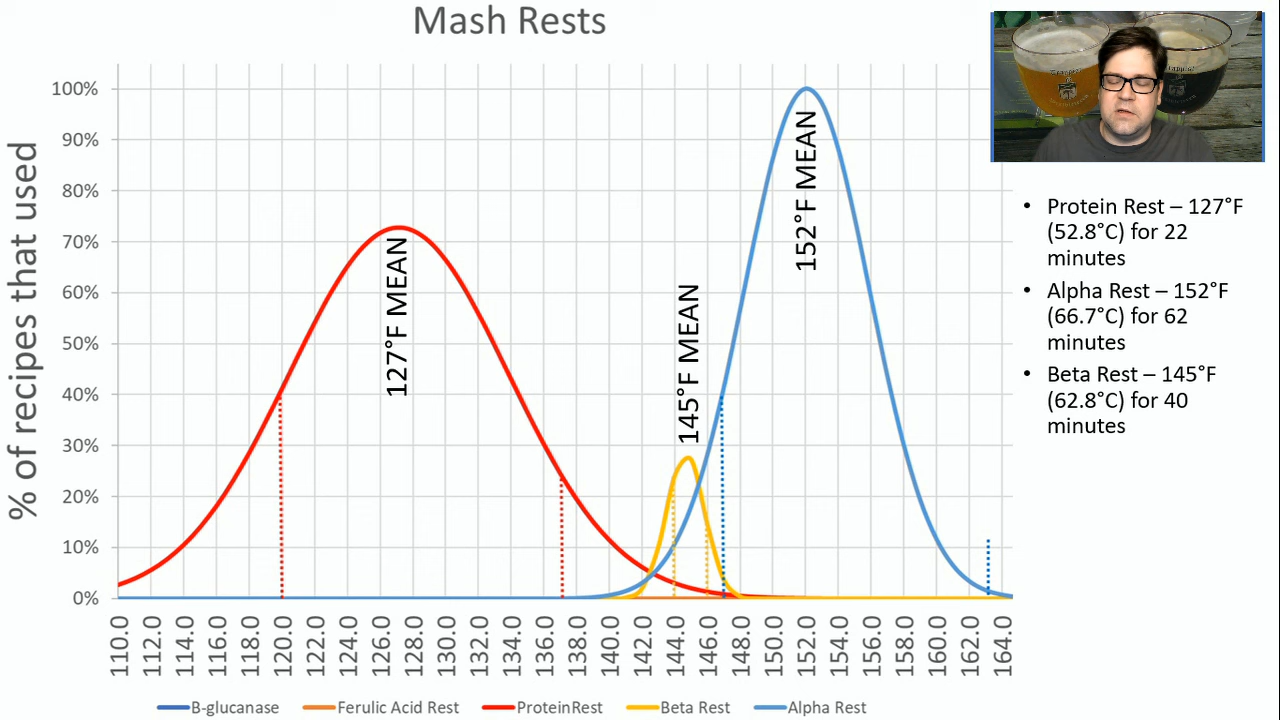 Mash Rests
% of recipes that used
100%
90%
80%
70%
60%
50%
40%
30%
20%
10%
0%
127°F MEAN
145°F MEAN
152°F MEAN
110.0
112.0
114.0
116.0
118.0
120.0
122.0
124.0
126.0
128.0
130.0
132.0
134.0
136.0
138.0
140.0
142.0
144.0
146.0
148.0
150.0
152.0
154.0
156.0
158.0
160.0
162.0
164.0
B-glucanase
Ferulic Acid Rest
ProteinRest
Beta Rest
Alpha Rest
• Protein Rest – 127°F
(52.8°C) for 22
minutes
• Alpha Rest – 152°F
(66.7°C) for 62
minutes
• Beta Rest – 145°F
(62.8°C) for 40
minutes